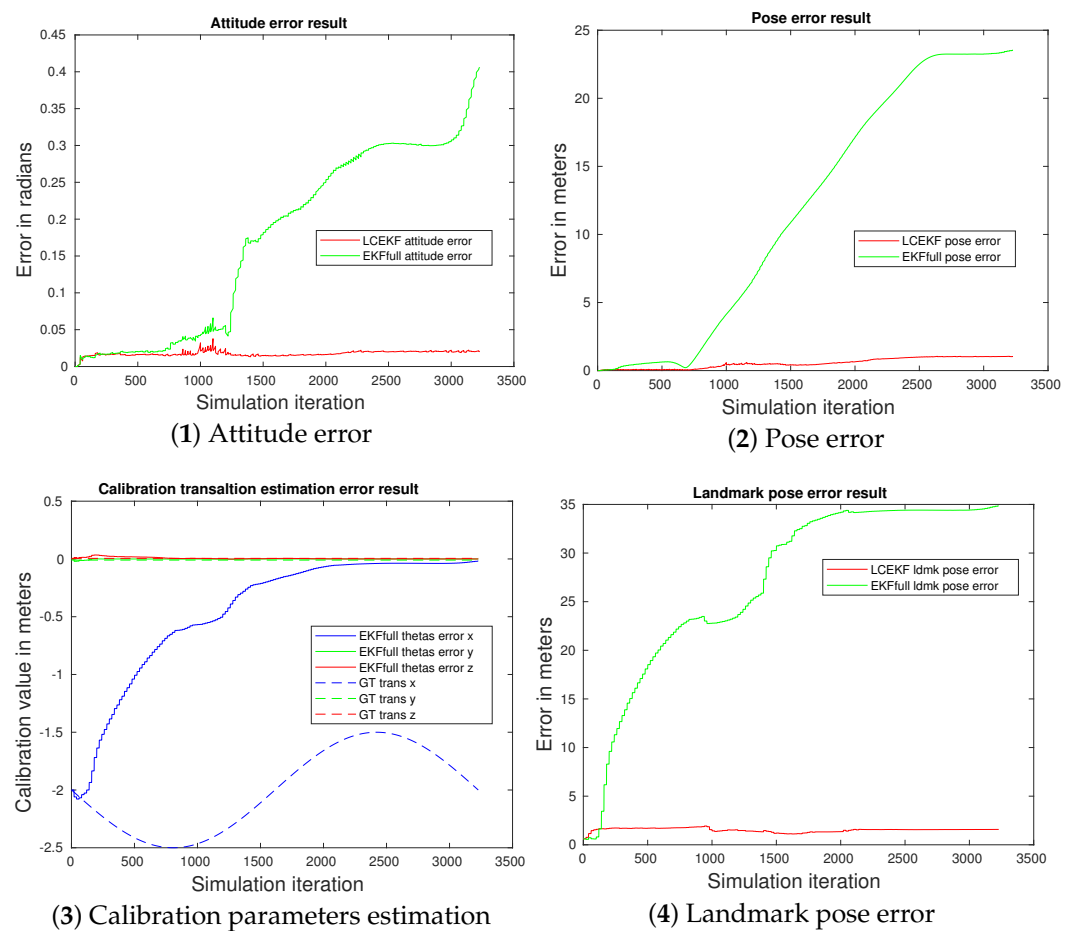 Attitude error result
0.45
0.4
0.35
0.3
0.25
0.2
0.15
0.1
0.05
0
Error in radians
LCEKF attitude error
EKFfull attitude error
0 500 1000 1500 2000 2500 3000 3500
Simulation iteration
(1) Attitude error
Pose error result
25
20
15
10
5
0
Error in meters
LCEKF pose error
EKFfull pose error
0 500 1000 1500 2000 2500 3000 3500
Simulation iteration
(2) Pose error
Calibration transaltion estimation error result
0.5
0
-0.5
-1
-1.5
-2
-2.5
Calibration value in meters
EKFfull thetas error x
EKFfull thetas error y
EKFfull thetas error z
GT trans x
GT trans y
GT trans z
0 500 1000 1500 2000 2500 3000 3500
Simulation iteration
(3) Calibration parameters estimation
Landmark pose error result
35
30
25
20
15
10
5
0
Error in meters
LCEKF ldmk pose error
EKFfull ldmk pose error
0 500 1000 1500 2000 2500 3000 3500
Simulation iteration
(4) Landmark pose error